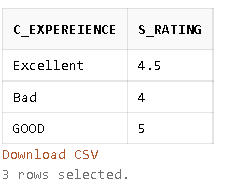 C_EXPEREIENCE S_RATING
Excellent 4.5
Bad 4
GOOD 5
Download CSV
3 rows selected.